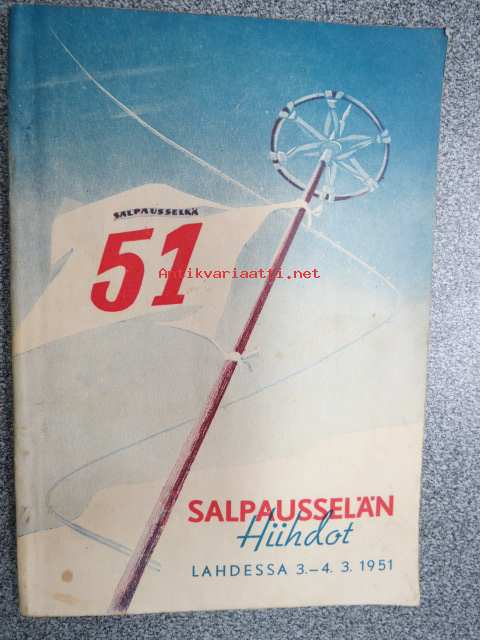 SALPAUSSELKÄ
51
Antikvariaatti.net
SALPAUSSELÄN
Hiihdot
LAHDESSA 3.–4. 3. 1951